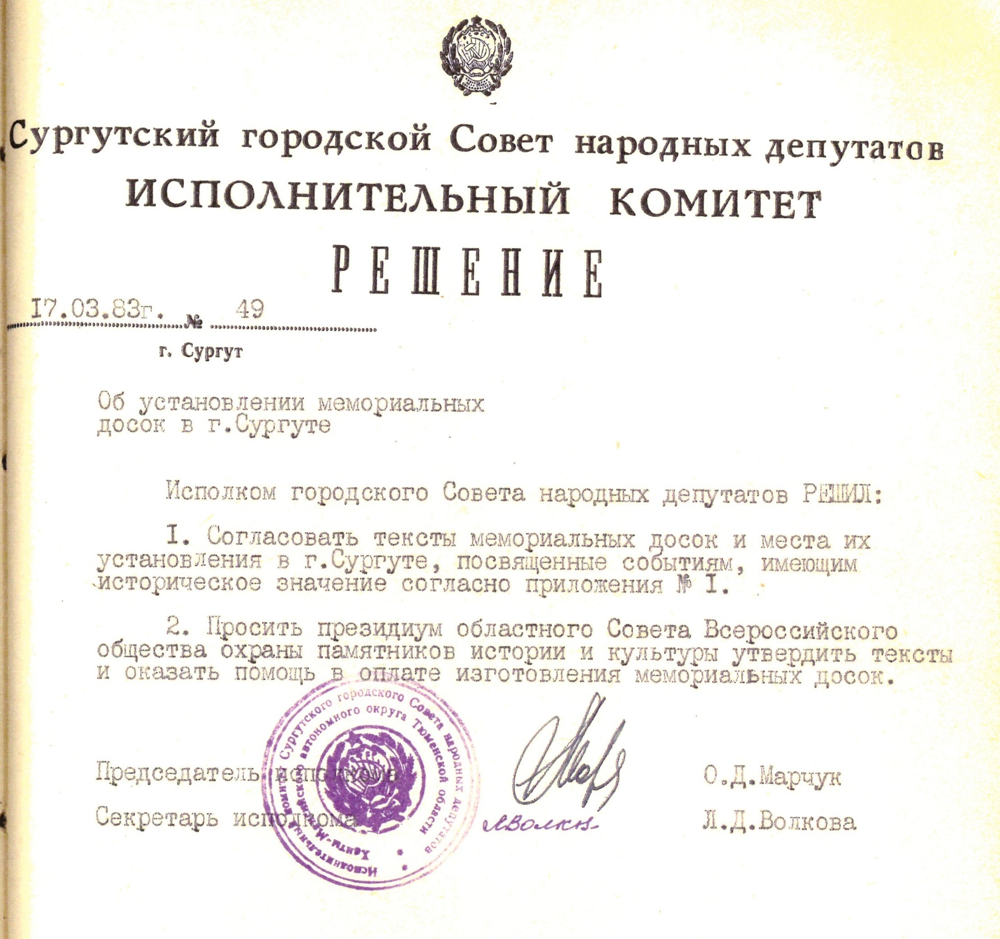 РСФСР
Сургутский городской Совет народных депутатов
ИСПОЛНИТЕЛЬНЫЙ КОМИТЕТ
РЕШЕНИЕ
I7.03.83г. № 49
г. Сургут
Об установлении мемориальных
досок в г.Сургуте
Исполком городского Совета народных депутатов РЕШИЛ:
I. Согласовать тексты мемориальных досок и места их
установления в г.Сургуте, посвященные событиям, имеющим
историческое значение согласно приложения № I.
2. Просить президиум областного Совета Всероссийского
общества охраны памятников истории и культуры утвердить тексты
и оказать помощь в оплате изготовления мемориальных досок.
Председатель исполкома О.Д.Марчук
Секретарь исполкома Л.Д.Волкова
Исполнительный комитет Сургутского городского Совета народных депутатов *
Ханты-Мансийского автономного округа Тюменской области *